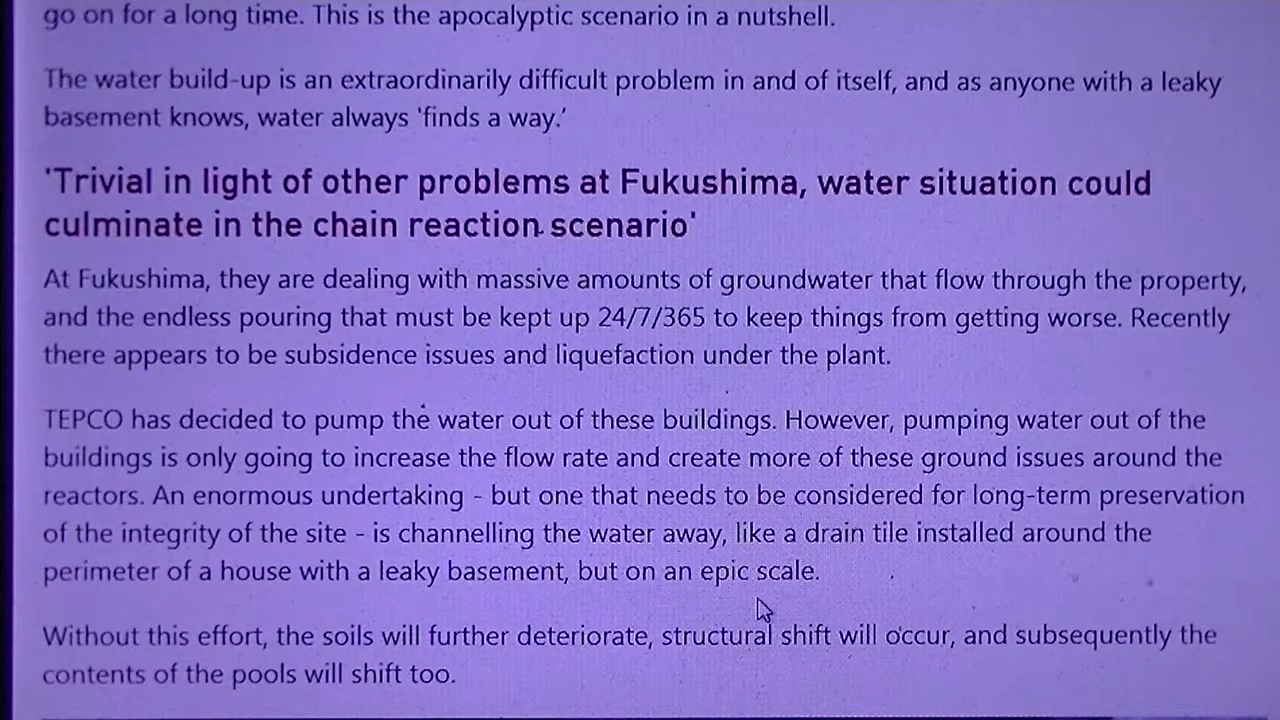 go on for a long time. This is the apocalyptic scenario in a nutshell.
The water build-up is an extraordinarily difficult problem in and of itself, and as anyone with a leaky
basement knows, water always 'finds a way.'
'Trivial in light of other problems at Fukushima, water situation could
culminate in the chain reaction scenario'
At Fukushima, they are dealing with massive amounts of groundwater that flow through the property,
and the endless pouring that must be kept up 24/7/365 to keep things from getting worse. Recently
there appears to be subsidence issues and liquefaction under the plant.
TEPCO has decided to pump the water out of these buildings. However, pumping water out of the
buildings is only going to increase the flow rate and create more of these ground issues around the
reactors. An enormous undertaking - but one that needs to be considered for long-term preservation
of the integrity of the site - is channelling the water away, like a drain tile installed around the
perimeter of a house with a leaky basement, but on an epic scale.
Without this effort, the soils will further deteriorate, structural shift will occur, and subsequently the
contents of the pools will shift too.